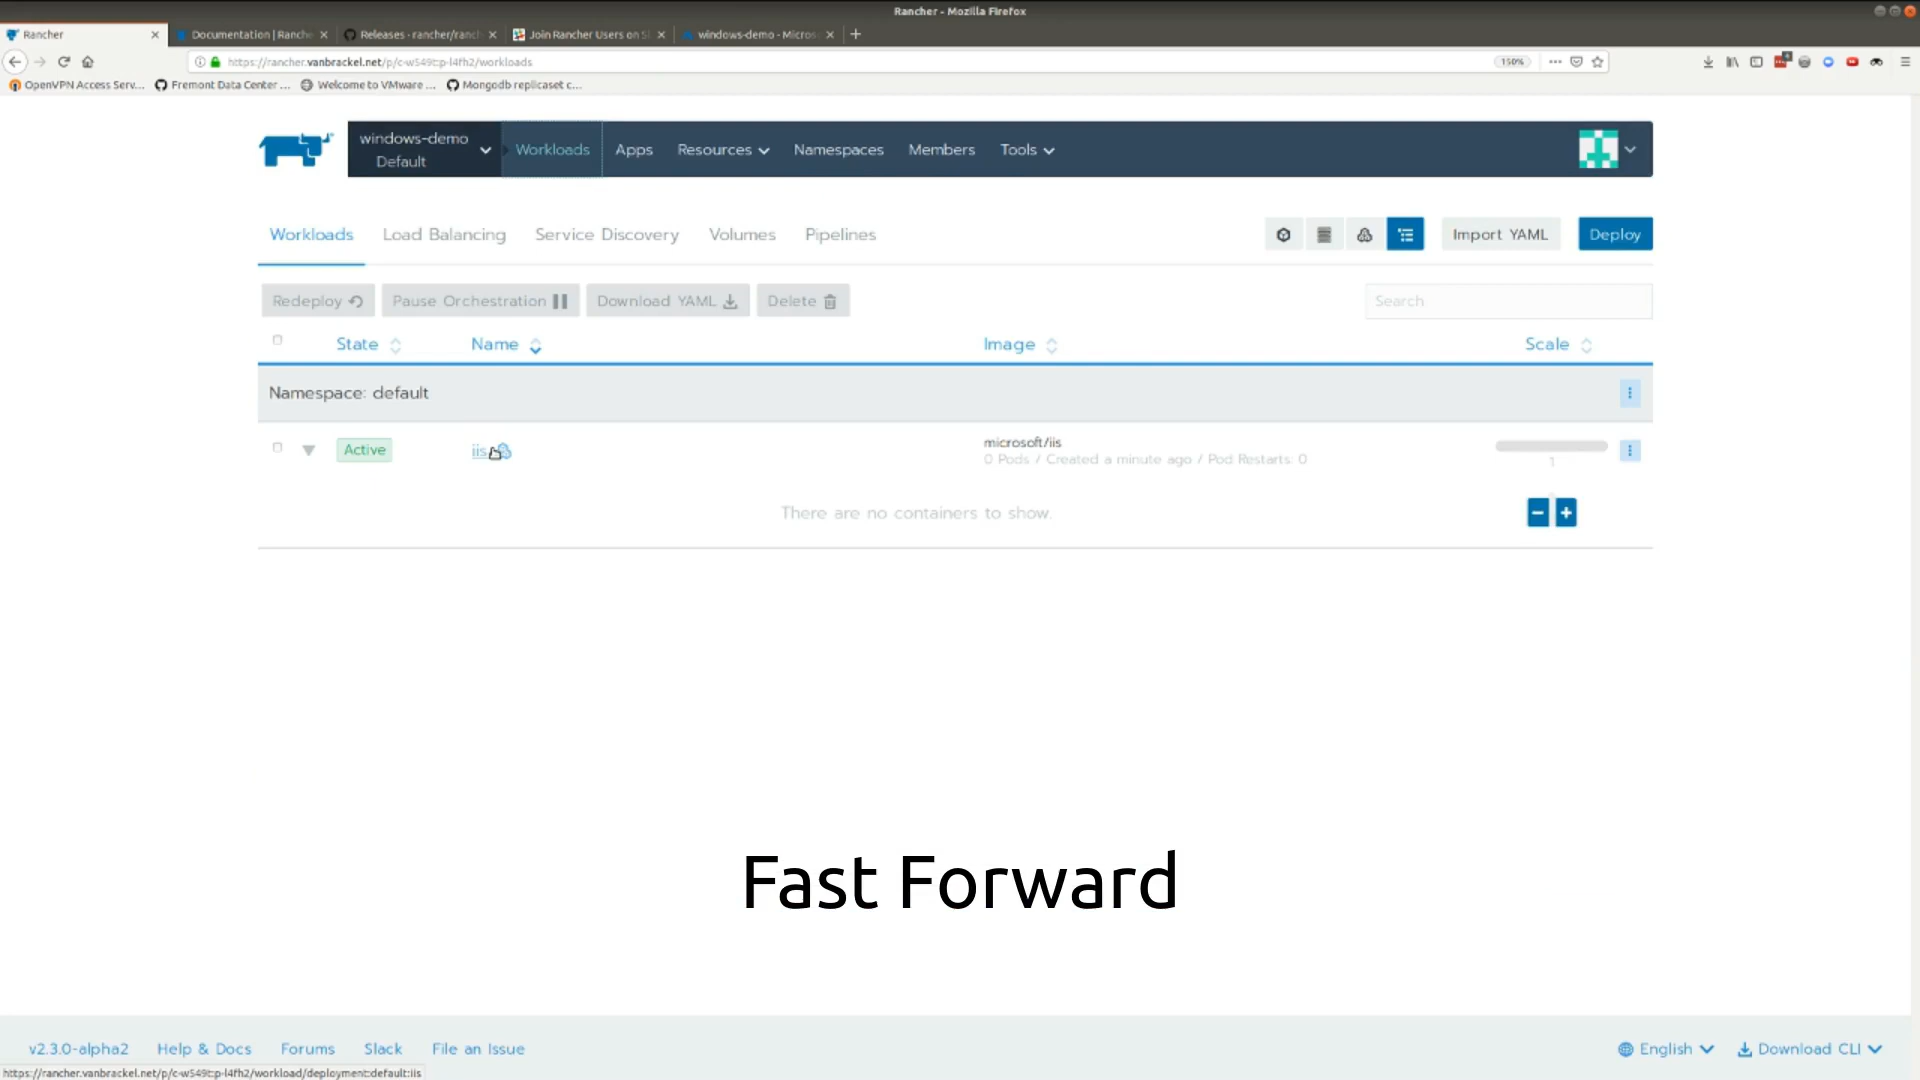 Rancher - Mozilla Firefox
Rancher
Documentation | Ranche
Releases · rancher/ranch
Join Rancher Users on Sl
windows-demo - Micros
https://rancher.vanbrackel.net/p/c-w549t:p-l4fh2/workloads
150%
OpenVPN Access Serv...
Fremont Data Center ...
Welcome to VMware ...
Mongodb replicaset c...
windows-demo
Default
Workloads
Apps
Resources
Namespaces
Members
Tools
Workloads
Load Balancing
Service Discovery
Volumes
Pipelines
Import YAML
Deploy
Redeploy
Pause Orchestration
Download YAML
Delete
Search
State
Name
Image
Scale
Namespace: default
Active
iis
microsoft/iis
0 Pods / Created a minute ago / Pod Restarts: 0
1
There are no containers to show.
Fast Forward
v2.3.0-alpha2
Help & Docs
Forums
Slack
File an Issue
English
Download CLI
https://rancher.vanbrackel.net/p/c-w549t:p-l4fh2/workload/deployment:default:iis